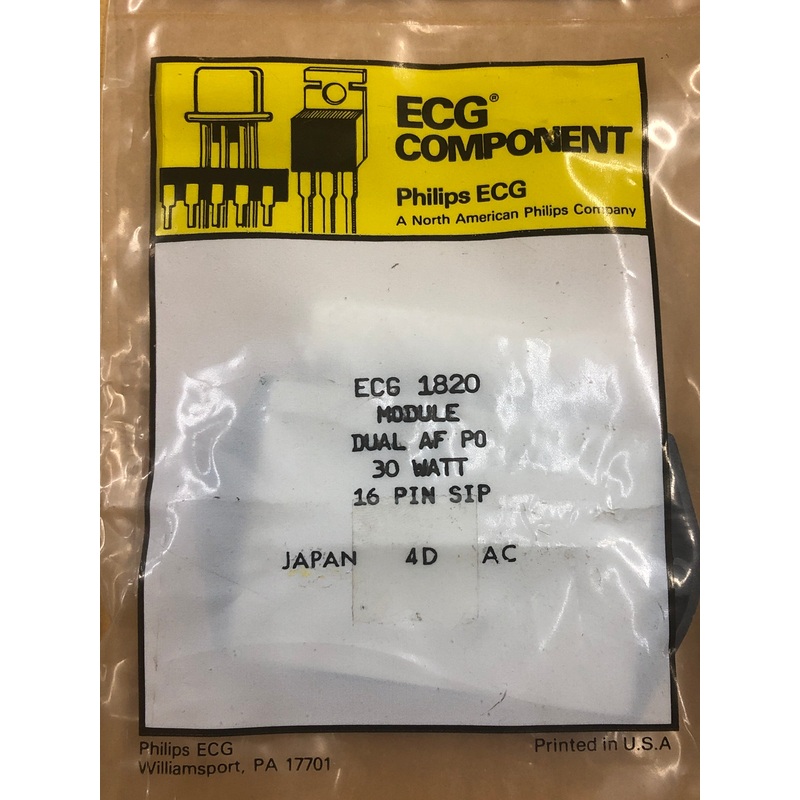 ECG®
COMPONENT
Philips ECG
A North American Philips Company
ECG 1820
MODULE
DUAL AF PO
30 WATT
16 PIN SIP
JAPAN 4D AC
Philips ECG
Williamsport, PA 17701
Printed in U.S.A